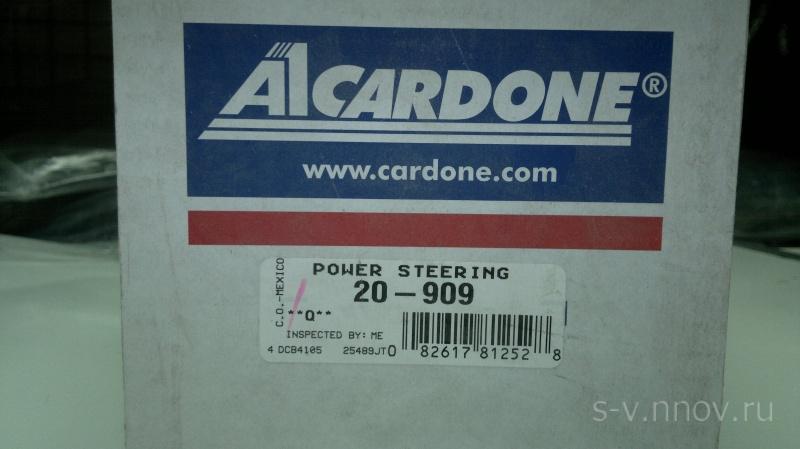 A1CARDONE®
www.cardone.com
POWER STEERING
20-909
C.O.-MEXICO
**Q**
INSPECTED BY: ME
4 DCB4105 25489JT
0 82617 81252 8
s-v.nnov.ru